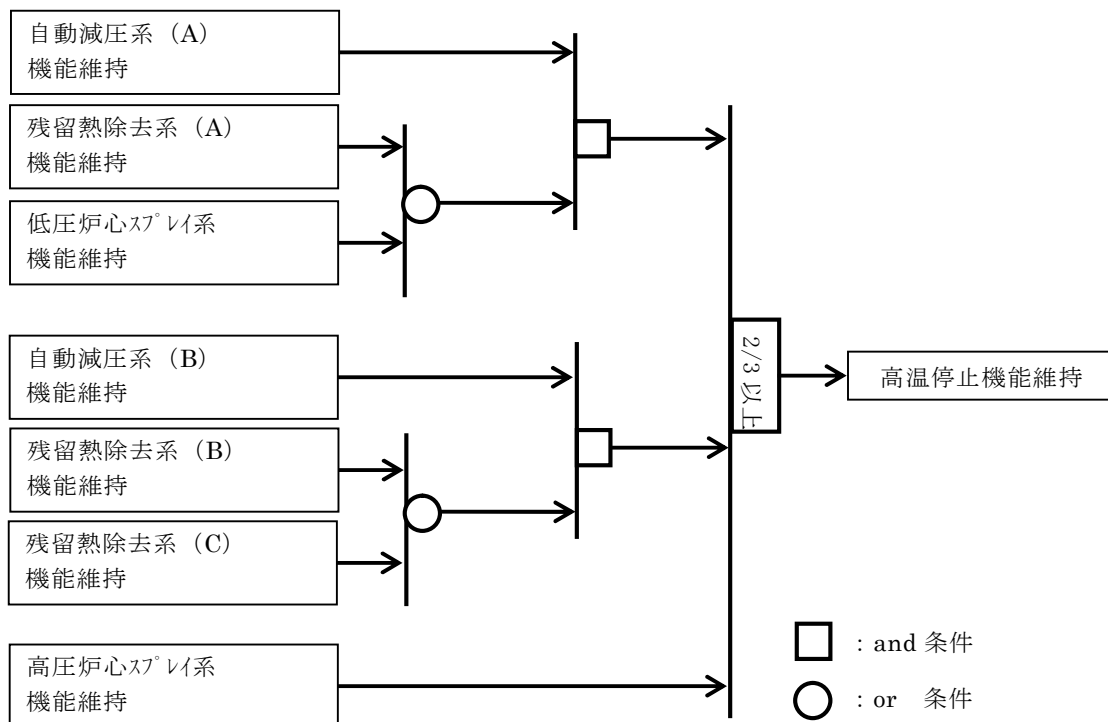 自動減圧系（A）
機能維持
残留熱除去系（A）
機能維持
低圧炉心ｽﾌﾟﾚｲ系
機能維持
自動減圧系（B）
機能維持
残留熱除去系（B）
機能維持
残留熱除去系（C）
機能維持
高圧炉心ｽﾌﾟﾚｲ系
機能維持
2/3 以上
高温停止機能維持
：and 条件
：or 条件